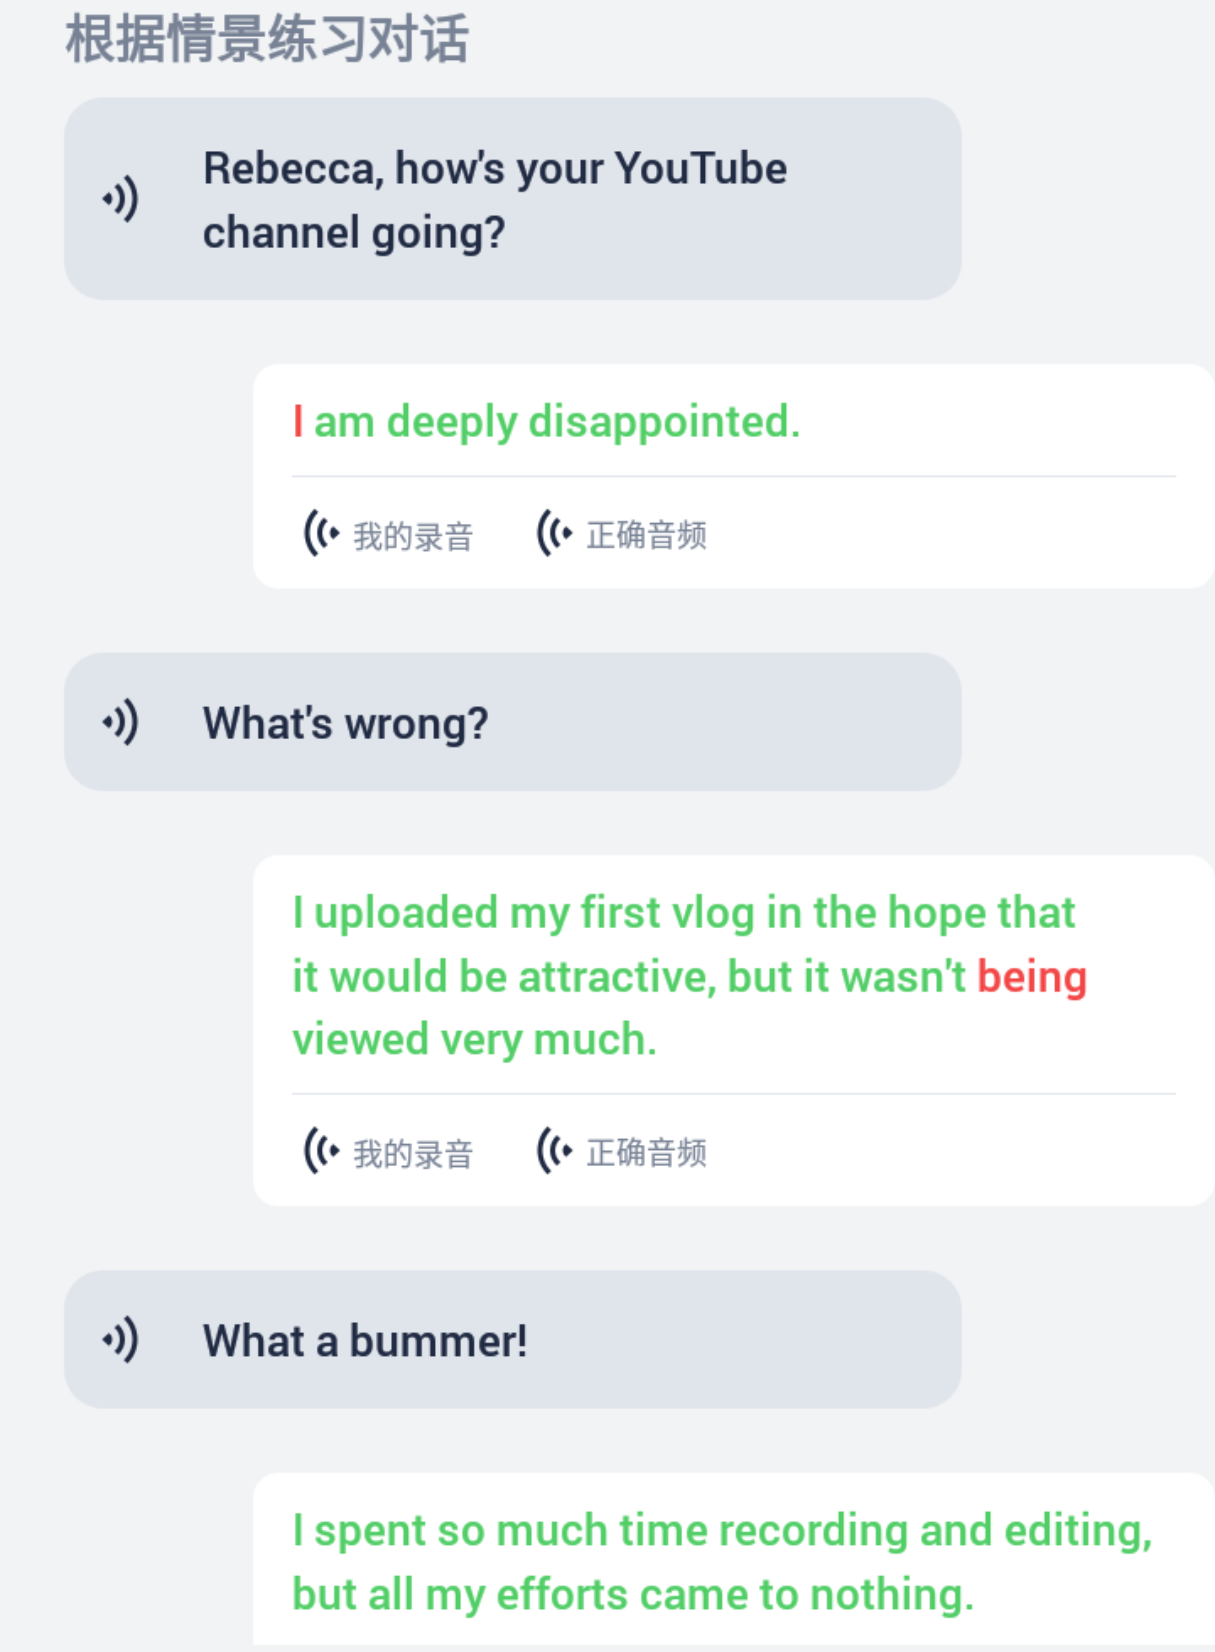 根据情景练习对话
Rebecca, how's your YouTube
channel going?
I am deeply disappointed.
我的录音 正确音频
What's wrong?
I uploaded my first vlog in the hope that
it would be attractive, but it wasn't being
viewed very much.
我的录音 正确音频
What a bummer!
I spent so much time recording and editing,
but all my efforts came to nothing.